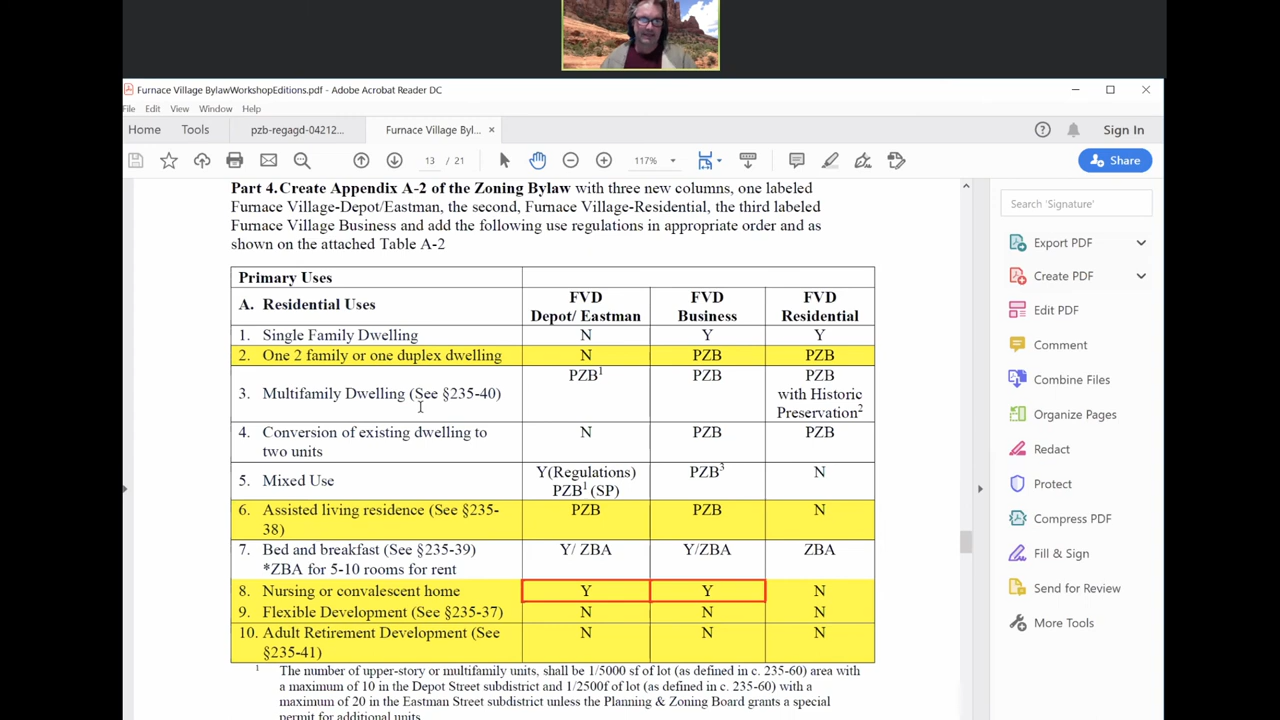 Furnace Village BylawWorkshopEditions.pdf - Adobe Acrobat Reader DC
File Edit View Window Help
Home Tools pzb-regagd-04212... Furnace Village Byl... × Sign In
13 / 21 117% Share
Part 4. Create Appendix A-2 of the Zoning Bylaw with three new columns, one labeled
Furnace Village-Depot/Eastman, the second, Furnace Village-Residential, the third labeled
Furnace Village Business and add the following use regulations in appropriate order and as
shown on the attached Table A-2
Primary Uses
A. Residential Uses
FVD
Depot/ Eastman
FVD
Business
FVD
Residential
1. Single Family Dwelling N Y Y
2. One 2 family or one duplex dwelling N PZB PZB
3. Multifamily Dwelling (See §235-40)
PZB¹
PZB
PZB
with Historic
Preservation²
4. Conversion of existing dwelling to
two units
N
PZB
PZB
5. Mixed Use
Y(Regulations)
PZB¹ (SP)
PZB³
N
6. Assisted living residence (See §235-
38)
PZB
PZB
N
7. Bed and breakfast (See §235-39)
*ZBA for 5-10 rooms for rent
Y/ ZBA
Y/ZBA
ZBA
8. Nursing or convalescent home Y Y N
9. Flexible Development (See §235-37) N N N
10. Adult Retirement Development (See
§235-41)
N
N
N
1 The number of upper-story or multifamily units, shall be 1/5000 sf of lot (as defined in c. 235-60) area with
a maximum of 10 in the Depot Street subdistrict and 1/2500f of lot (as defined in c. 235-60) with a
maximum of 20 in the Eastman Street subdistrict unless the Planning & Zoning Board grants a special
permit for additional units
Search 'Signature'
Export PDF
Create PDF
Edit PDF
Comment
Combine Files
Organize Pages
Redact
Protect
Compress PDF
Fill & Sign
Send for Review
More Tools